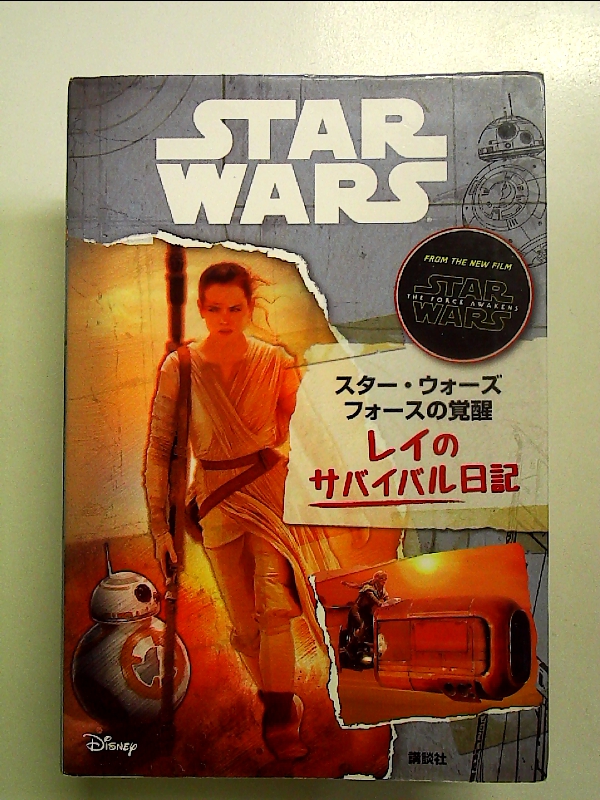 STAR
WARS
FROM THE NEW FILM
STAR
THE FORCE AWAKENS
WARS
スター・ウォーズ
フォースの覚醒
レイの
サバイバル日記
Disney
講談社